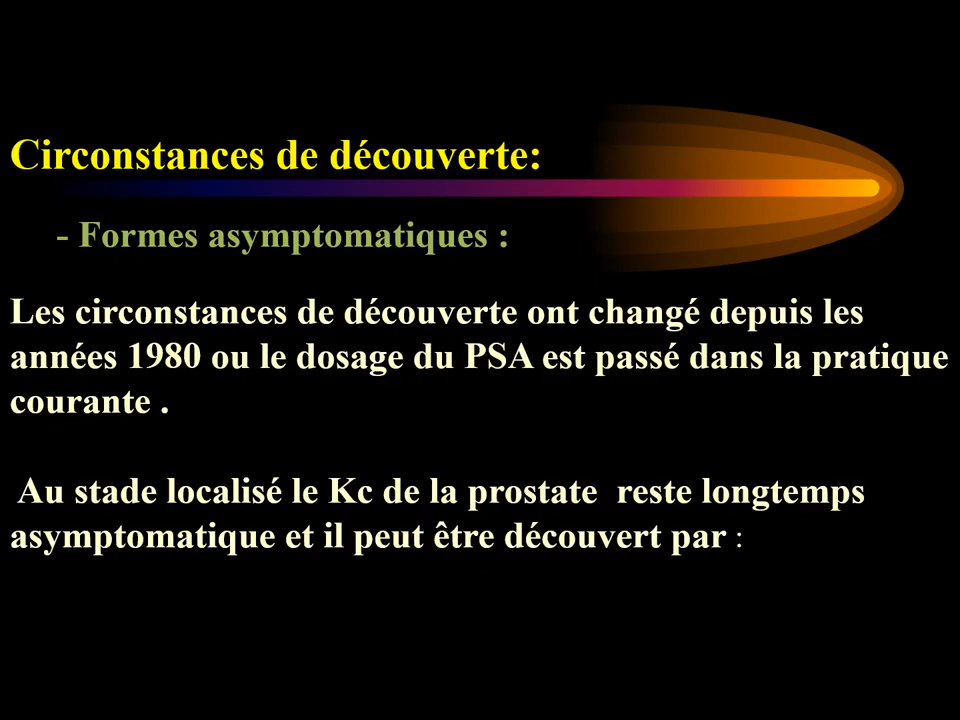 Circonstances de découverte:
- Formes asymptomatiques :
Les circonstances de découverte ont changé depuis les
années 1980 ou le dosage du PSA est passé dans la pratique
courante .
Au stade localisé le Kc de la prostate  reste longtemps
asymptomatique et il peut être découvert par :